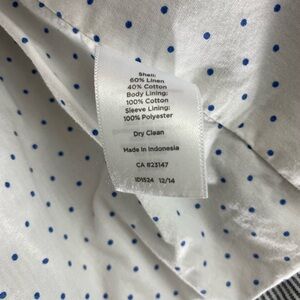 Shell:
60% Linen
40% Cotton
Body Lining:
100% Cotton
Sleeve Lining:
100% Polyester
Dry Clean
Made in Indonesia
CA #23147
ID1524 12/14